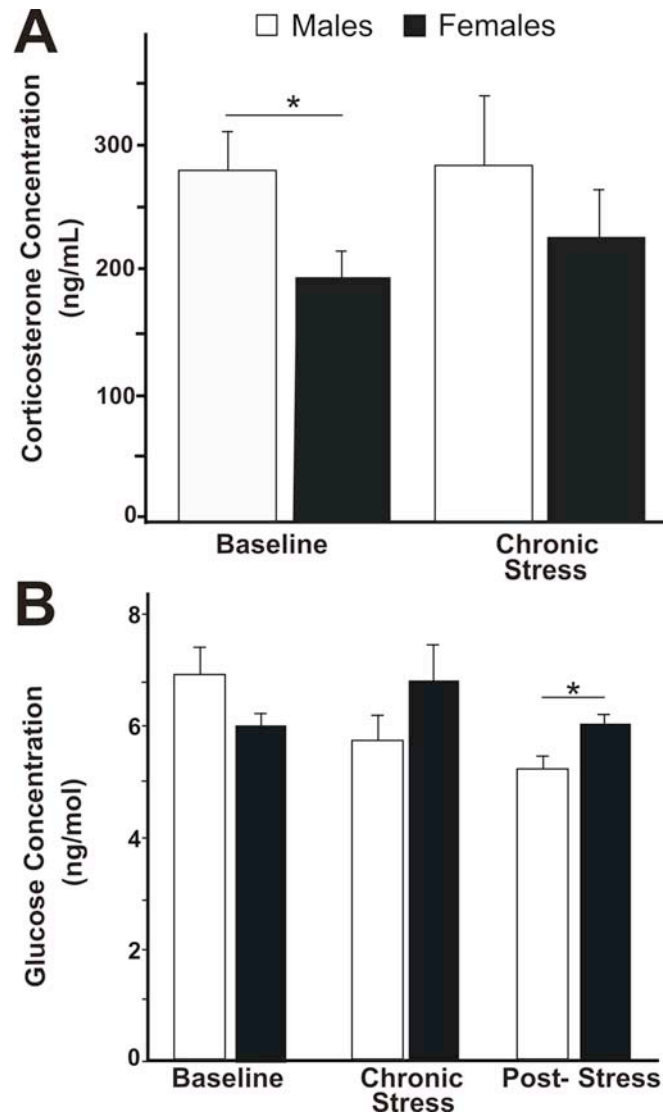 A
Males Females
Corticosterone Concentration
(ng/mL)
300
200
100
0
*
Baseline
Chronic
Stress
B
Glucose Concentration
(ng/mol)
8
6
4
2
0
*
Baseline
Chronic
Stress
Post- Stress